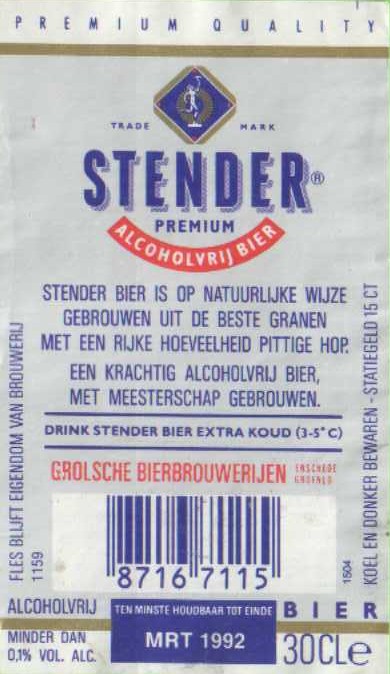 PREMIUM QUALITY
TRADE MARK
STENDER®
PREMIUM
ALCOHOLVRIJ BIER
STENDER BIER IS OP NATUURLIJKE WIJZE
GEBROUWEN UIT DE BESTE GRANEN
MET EEN RIJKE HOEVEELHEID PITTIGE HOP.
EEN KRACHTIG ALCOHOLVRIJ BIER,
MET MEESTERSCHAP GEBROUWEN.
DRINK STENDER BIER EXTRA KOUD (3-5°C)
GROLSCHE BIERBROUWERIJEN ENSCHEDE
GROENLO
FLES BLIJFT EIGENDOM VAN BROUWERIJ
1159
KOEL EN DONKER BEWAREN - STATIEGELD 15 CT
1504
8716 7115
ALCOHOLVRIJ
MINDER DAN
0,1% VOL. ALC.
TEN MINSTE HOUDBAAR TOT EINDE
MRT 1992
BIER
30CLe